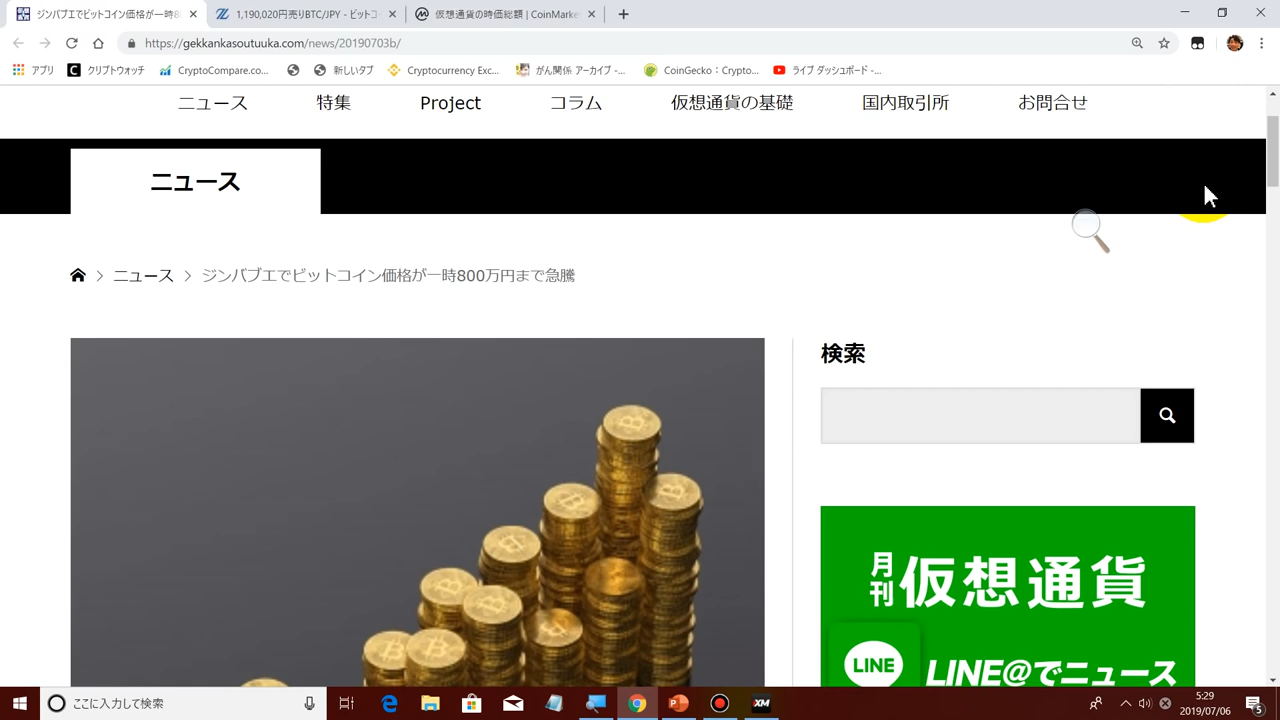 ジンバブエでビットコイン価格が一時8
1,190,020円売りBTC/JPY - ビットコ
仮想通貨の時価総額 | CoinMarke
https://gekkankasoutuuka.com/news/20190703b/
アプリ
クリプトウォッチ
CryptoCompare.co...
新しいタブ
Cryptocurrency Exc...
がん関係 アーカイブ -...
CoinGecko：Crypto...
ライブ ダッシュボード -...
ニュース
特集
Project
コラム
仮想通貨の基礎
国内取引所
お問合せ
ニュース
ニュース
ジンバブエでビットコイン価格が一時800万円まで急騰
検索
月刊
仮想通貨
LINE
LINE@でニュース
ここに入力して検索
XM
5:29
2019/07/06
5